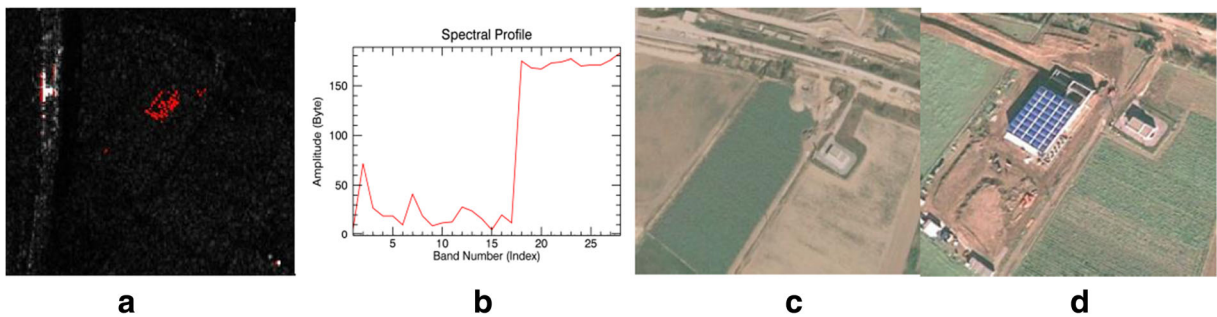 Spectral Profile
Amplitude (Byte)
150
100
50
0
5
10
15
20
25
Band Number (Index)
a
b
c
d